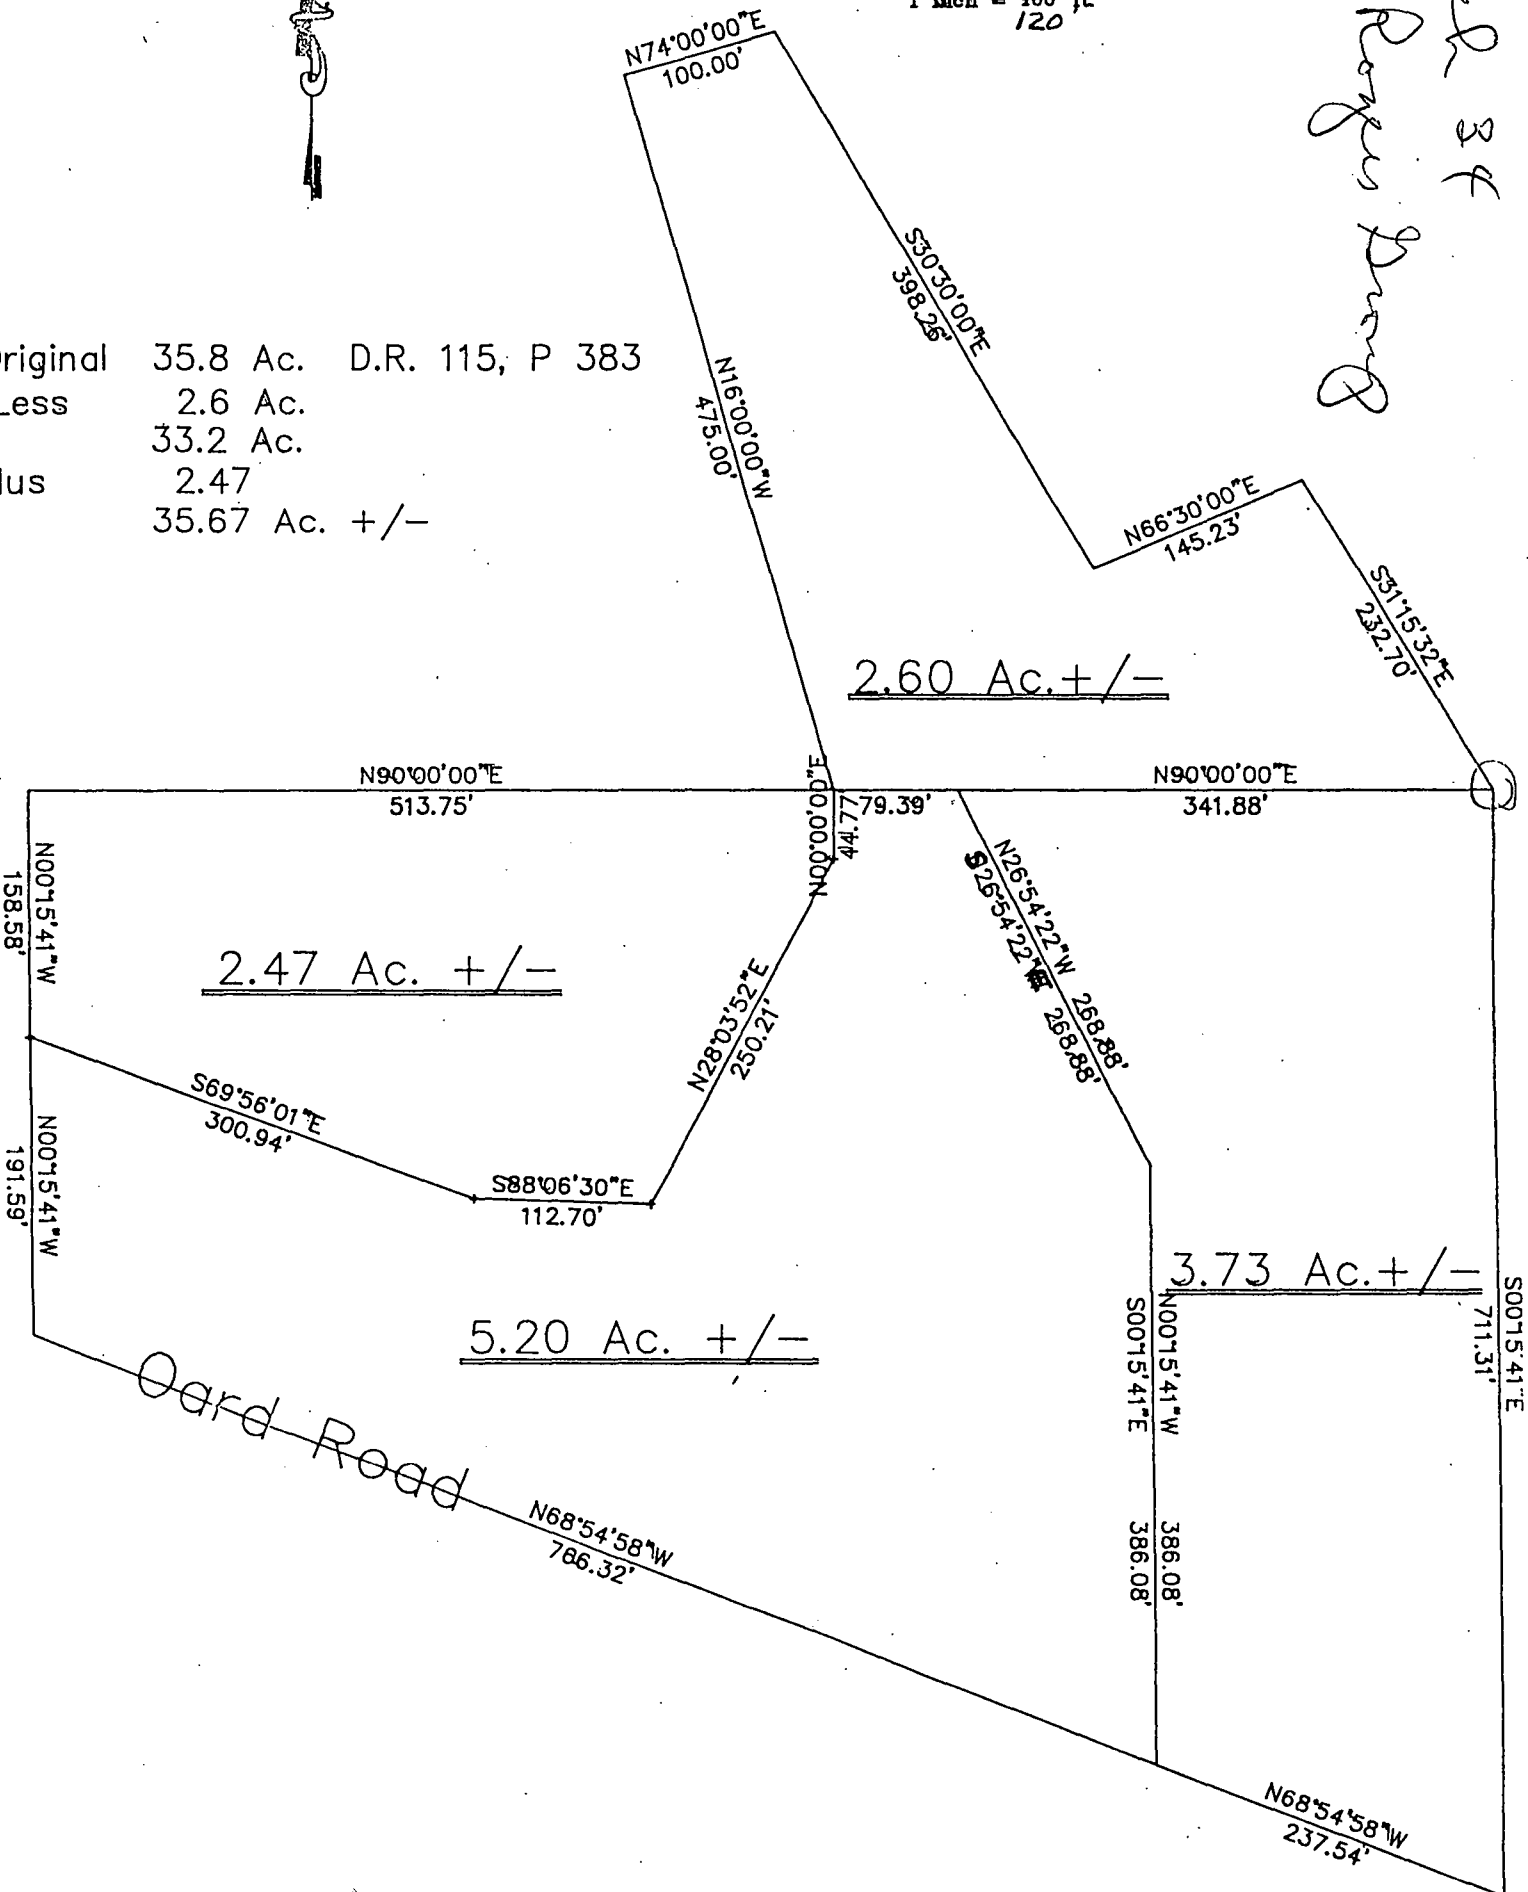 120
N74°00'00"E
100.00'
S30°30'00"E
398.26'
N16°00'00"W
475.00'
Original 35.8 Ac. D.R. 115, P 383
Less 2.6 Ac.
33.2 Ac.
lus 2.47
35.67 Ac. +/-
N66°30'00"E
145.23'
S31°15'32"E
232.70'
2.60 Ac.+/-
N90°00'00"E
513.75'
N00°00'00"E
44.77
79.39'
N90°00'00"E
341.88'
N00°15'41"W
158.58'
2.47 Ac. +/-
N28°03'52"E
250.21'
N26°54'22"W 268.88'
S26°54'22" 268.88'
S69°56'01"E
300.94'
S88°06'30"E
112.70'
N00°15'41"W
191.59'
5.20 Ac. +/-
3.73 Ac.+/-
S00°15'41"E
711.31'
N00°15'41"W 386.08'
S00°15'41"E 386.08'
Oard Road
N68°54'58"W
786.32'
N68°54'58"W
237.54'